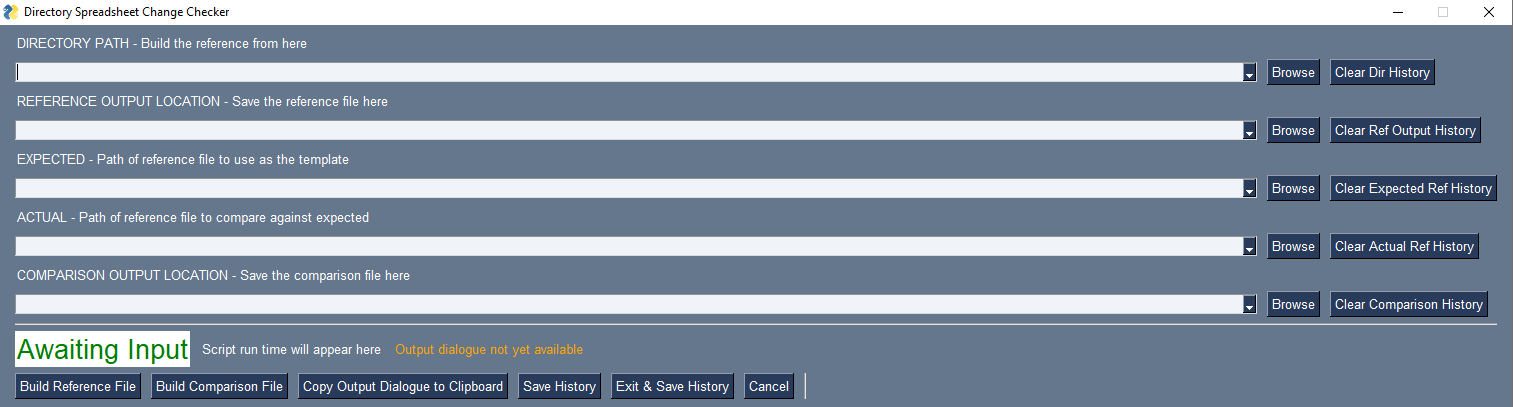 Directory Spreadsheet Change Checker
DIRECTORY PATH - Build the reference from here
Browse Clear Dir History
REFERENCE OUTPUT LOCATION - Save the reference file here
Browse Clear Ref Output History
EXPECTED - Path of reference file to use as the template
Browse Clear Expected Ref History
ACTUAL - Path of reference file to compare against expected
Browse Clear Actual Ref History
COMPARISON OUTPUT LOCATION - Save the comparison file here
Browse Clear Comparison History
Awaiting Input Script run time will appear here Output dialogue not yet available
Build Reference File Build Comparison File Copy Output Dialogue to Clipboard Save History Exit & Save History Cancel